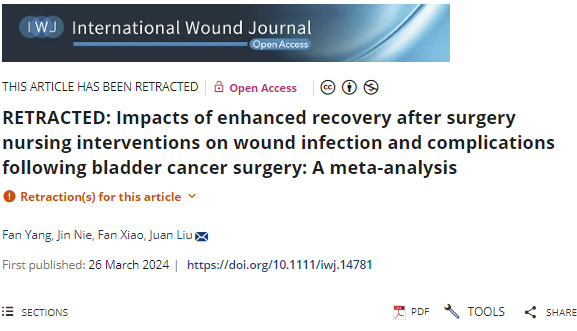 IWJ International Wound Journal
Open Access
THIS ARTICLE HAS BEEN RETRACTED | Open Access | cc
RETRACTED: Impacts of enhanced recovery after surgery
nursing interventions on wound infection and complications
following bladder cancer surgery: A meta-analysis
Retraction(s) for this article
Fan Yang, Jin Nie, Fan Xiao, Juan Liu
First published: 26 March 2024 | https://doi.org/10.1111/iwj.14781
SECTIONS PDF TOOLS SHARE